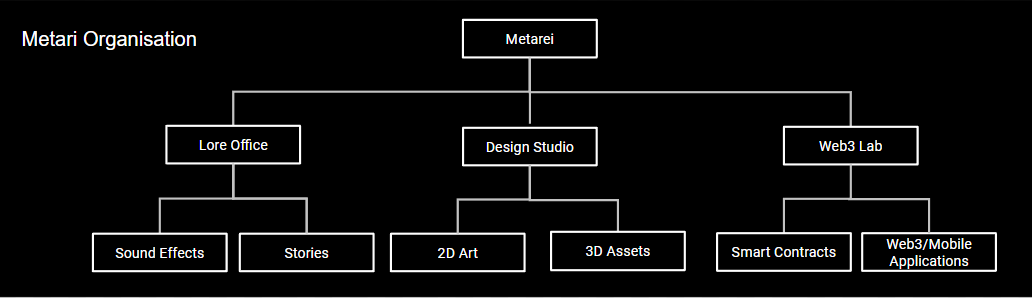 Metari Organisation
Metarei
Lore Office
Design Studio
Web3 Lab
Sound Effects
Stories
2D Art
3D Assets
Smart Contracts
Web3/Mobile
Applications